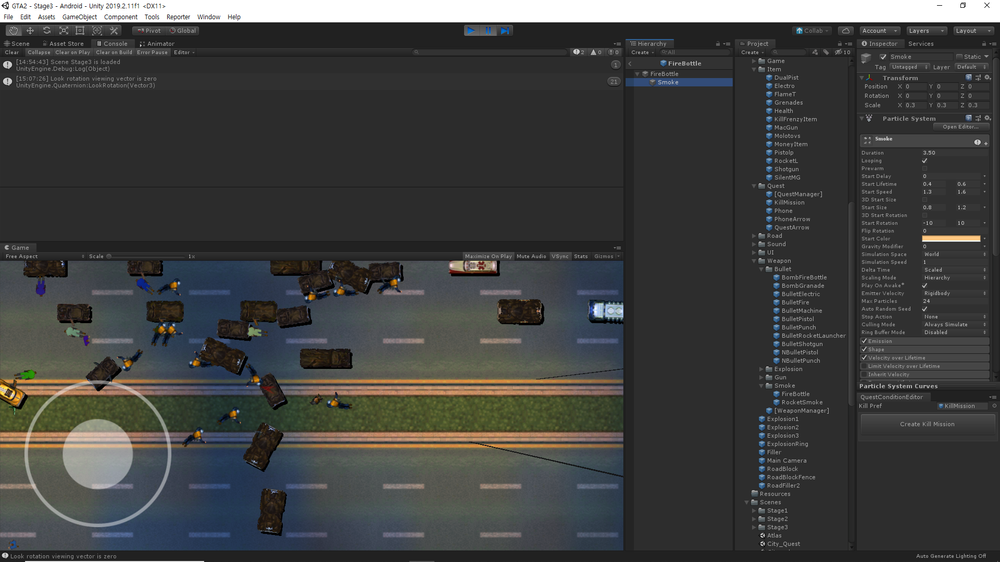 GTA2 - Stage3 - Android - Unity 2019.2.11f1 <DX11>
File Edit Assets GameObject Component Tools Reporter Window Help
Pivot Global Collab Account Layers Layout
Scene Asset Store Console Animator
Clear Collapse Clear on Play Clear on Build Error Pause Editor 2 0 0
[14:54:43] Scene Stage3 is loaded
UnityEngine.Debug:Log(Object)
1
[15:07:26] Look rotation viewing vector is zero
UnityEngine.Quaternion:LookRotation(Vector3)
21
Game
Free Aspect Scale 1x Maximize On Play Mute Audio VSync Stats Gizmos
Hierarchy
Create All
FireBottle
FireBottle
Smoke
Project
Create 10
Game
Item
DualPist
Electro
FlameT
Grenades
Health
KillFrenzyItem
MacGun
Molotovs
MoneyItem
Pistolp
RocketL
Shotgun
SilentMG
Quest
[QuestManager]
KillMission
Phone
PhoneArrow
QuestArrow
Road
Sound
UI
Weapon
Bullet
BombFireBottle
BombGranade
BulletElectric
BulletFire
BulletMachine
BulletPistol
BulletPunch
BulletRocketLauncher
BulletShotgun
NBulletPistol
NBulletPunch
Explosion
Gun
Smoke
FireBottle
RocketSmoke
[WeaponManager]
Explosion1
Explosion2
Explosion3
ExplosionRing
Filler
Main Camera
RoadBlock
RoadBlockFence
RoadFiller2
Resources
Scenes
Stage1
Stage2
Stage3
Atlas
City_Quest
Inspector Services
Smoke Static
Tag Untagged Layer Default
Transform
Position X 0 Y 0 Z 0
Rotation X 0 Y 0 Z 0
Scale X 0.3 Y 0.3 Z 0.3
Particle System
Open Editor...
Smoke
Duration 3.50
Looping
Prewarm
Start Delay 0
Start Lifetime 0.4 0.6
Start Speed 1.3 1.6
3D Start Size
Start Size 0.8 1.2
3D Start Rotation
Start Rotation -10 10
Flip Rotation 0
Start Color
Gravity Modifier 0
Simulation Space World
Simulation Speed 1
Delta Time Scaled
Scaling Mode Hierarchy
Play On Awake*
Emitter Velocity Rigidbody
Max Particles 24
Auto Random Seed
Stop Action None
Culling Mode Always Simulate
Ring Buffer Mode Disabled
Emission
Shape
Velocity over Lifetime
Limit Velocity over Lifetime
Inherit Velocity
Particle System Curves
QuestConditionEditor
Kill Pref KillMission
Create Kill Mission
Look rotation viewing vector is zero
Auto Generate Lighting Off